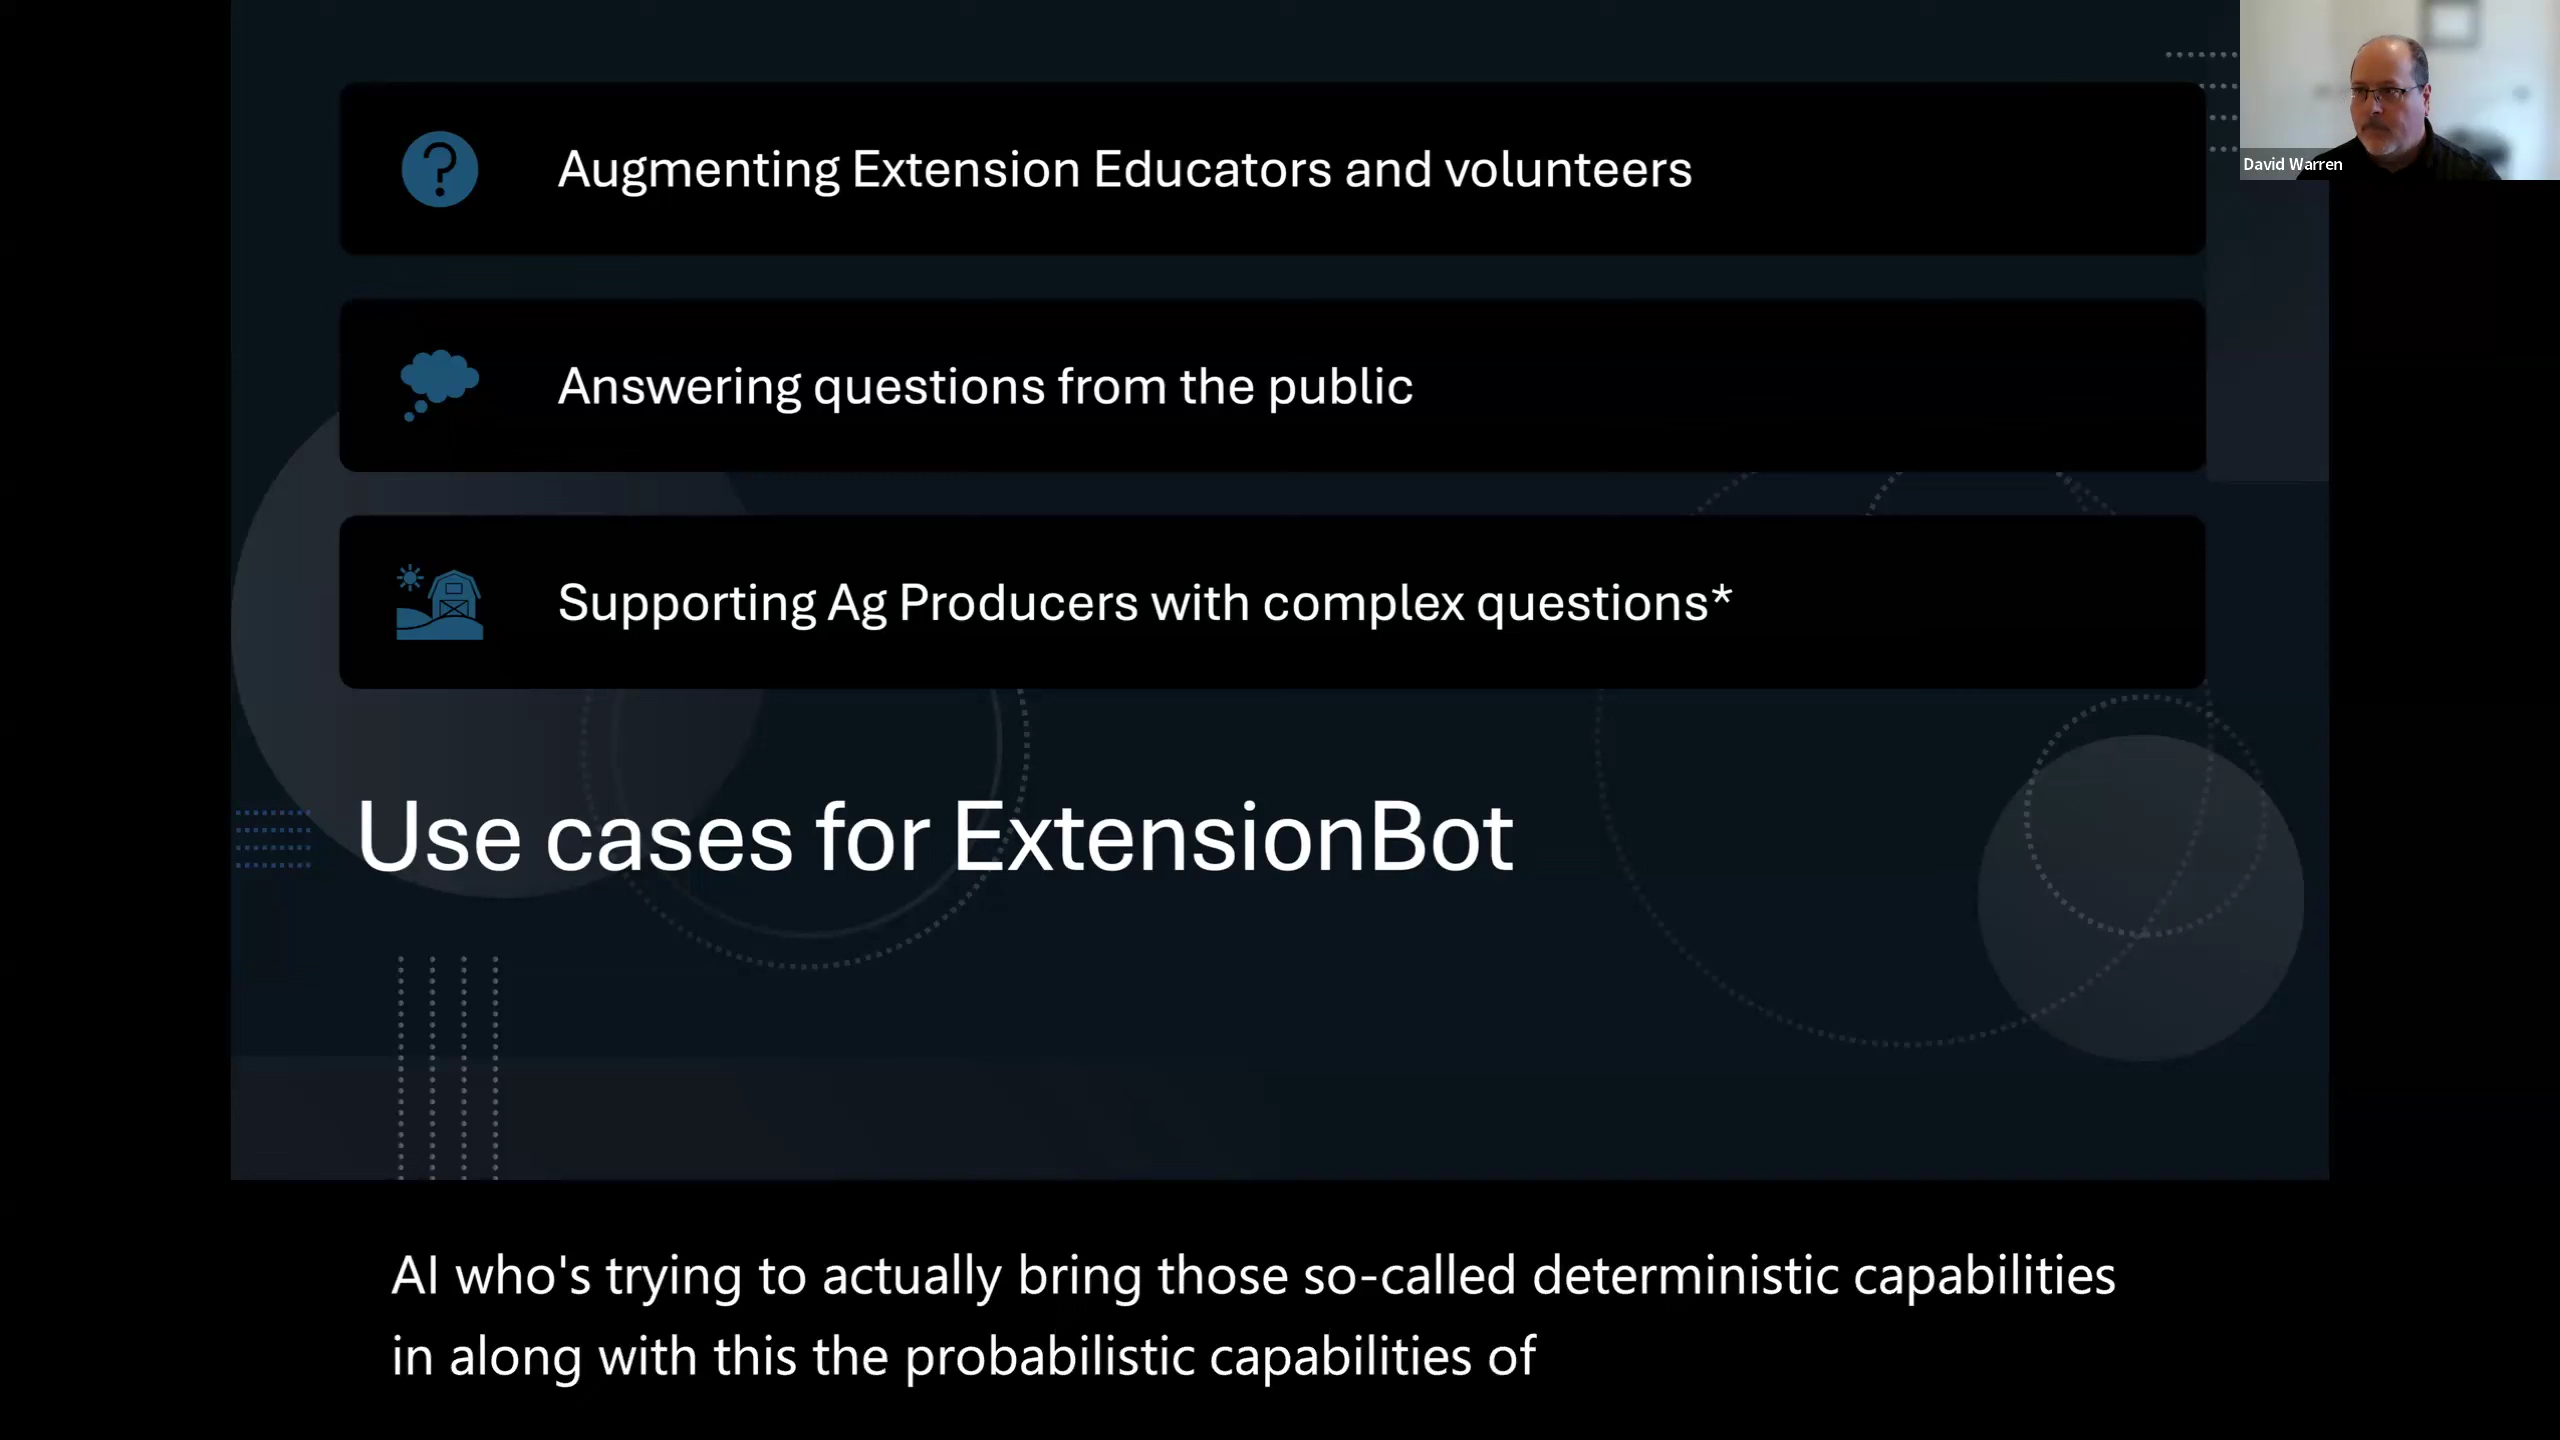 Augmenting Extension Educators and volunteers
David Warren
Answering questions from the public
Supporting Ag Producers with complex questions*
Use cases for ExtensionBot
AI who's trying to actually bring those so-called deterministic capabilities
in along with this the probabilistic capabilities of